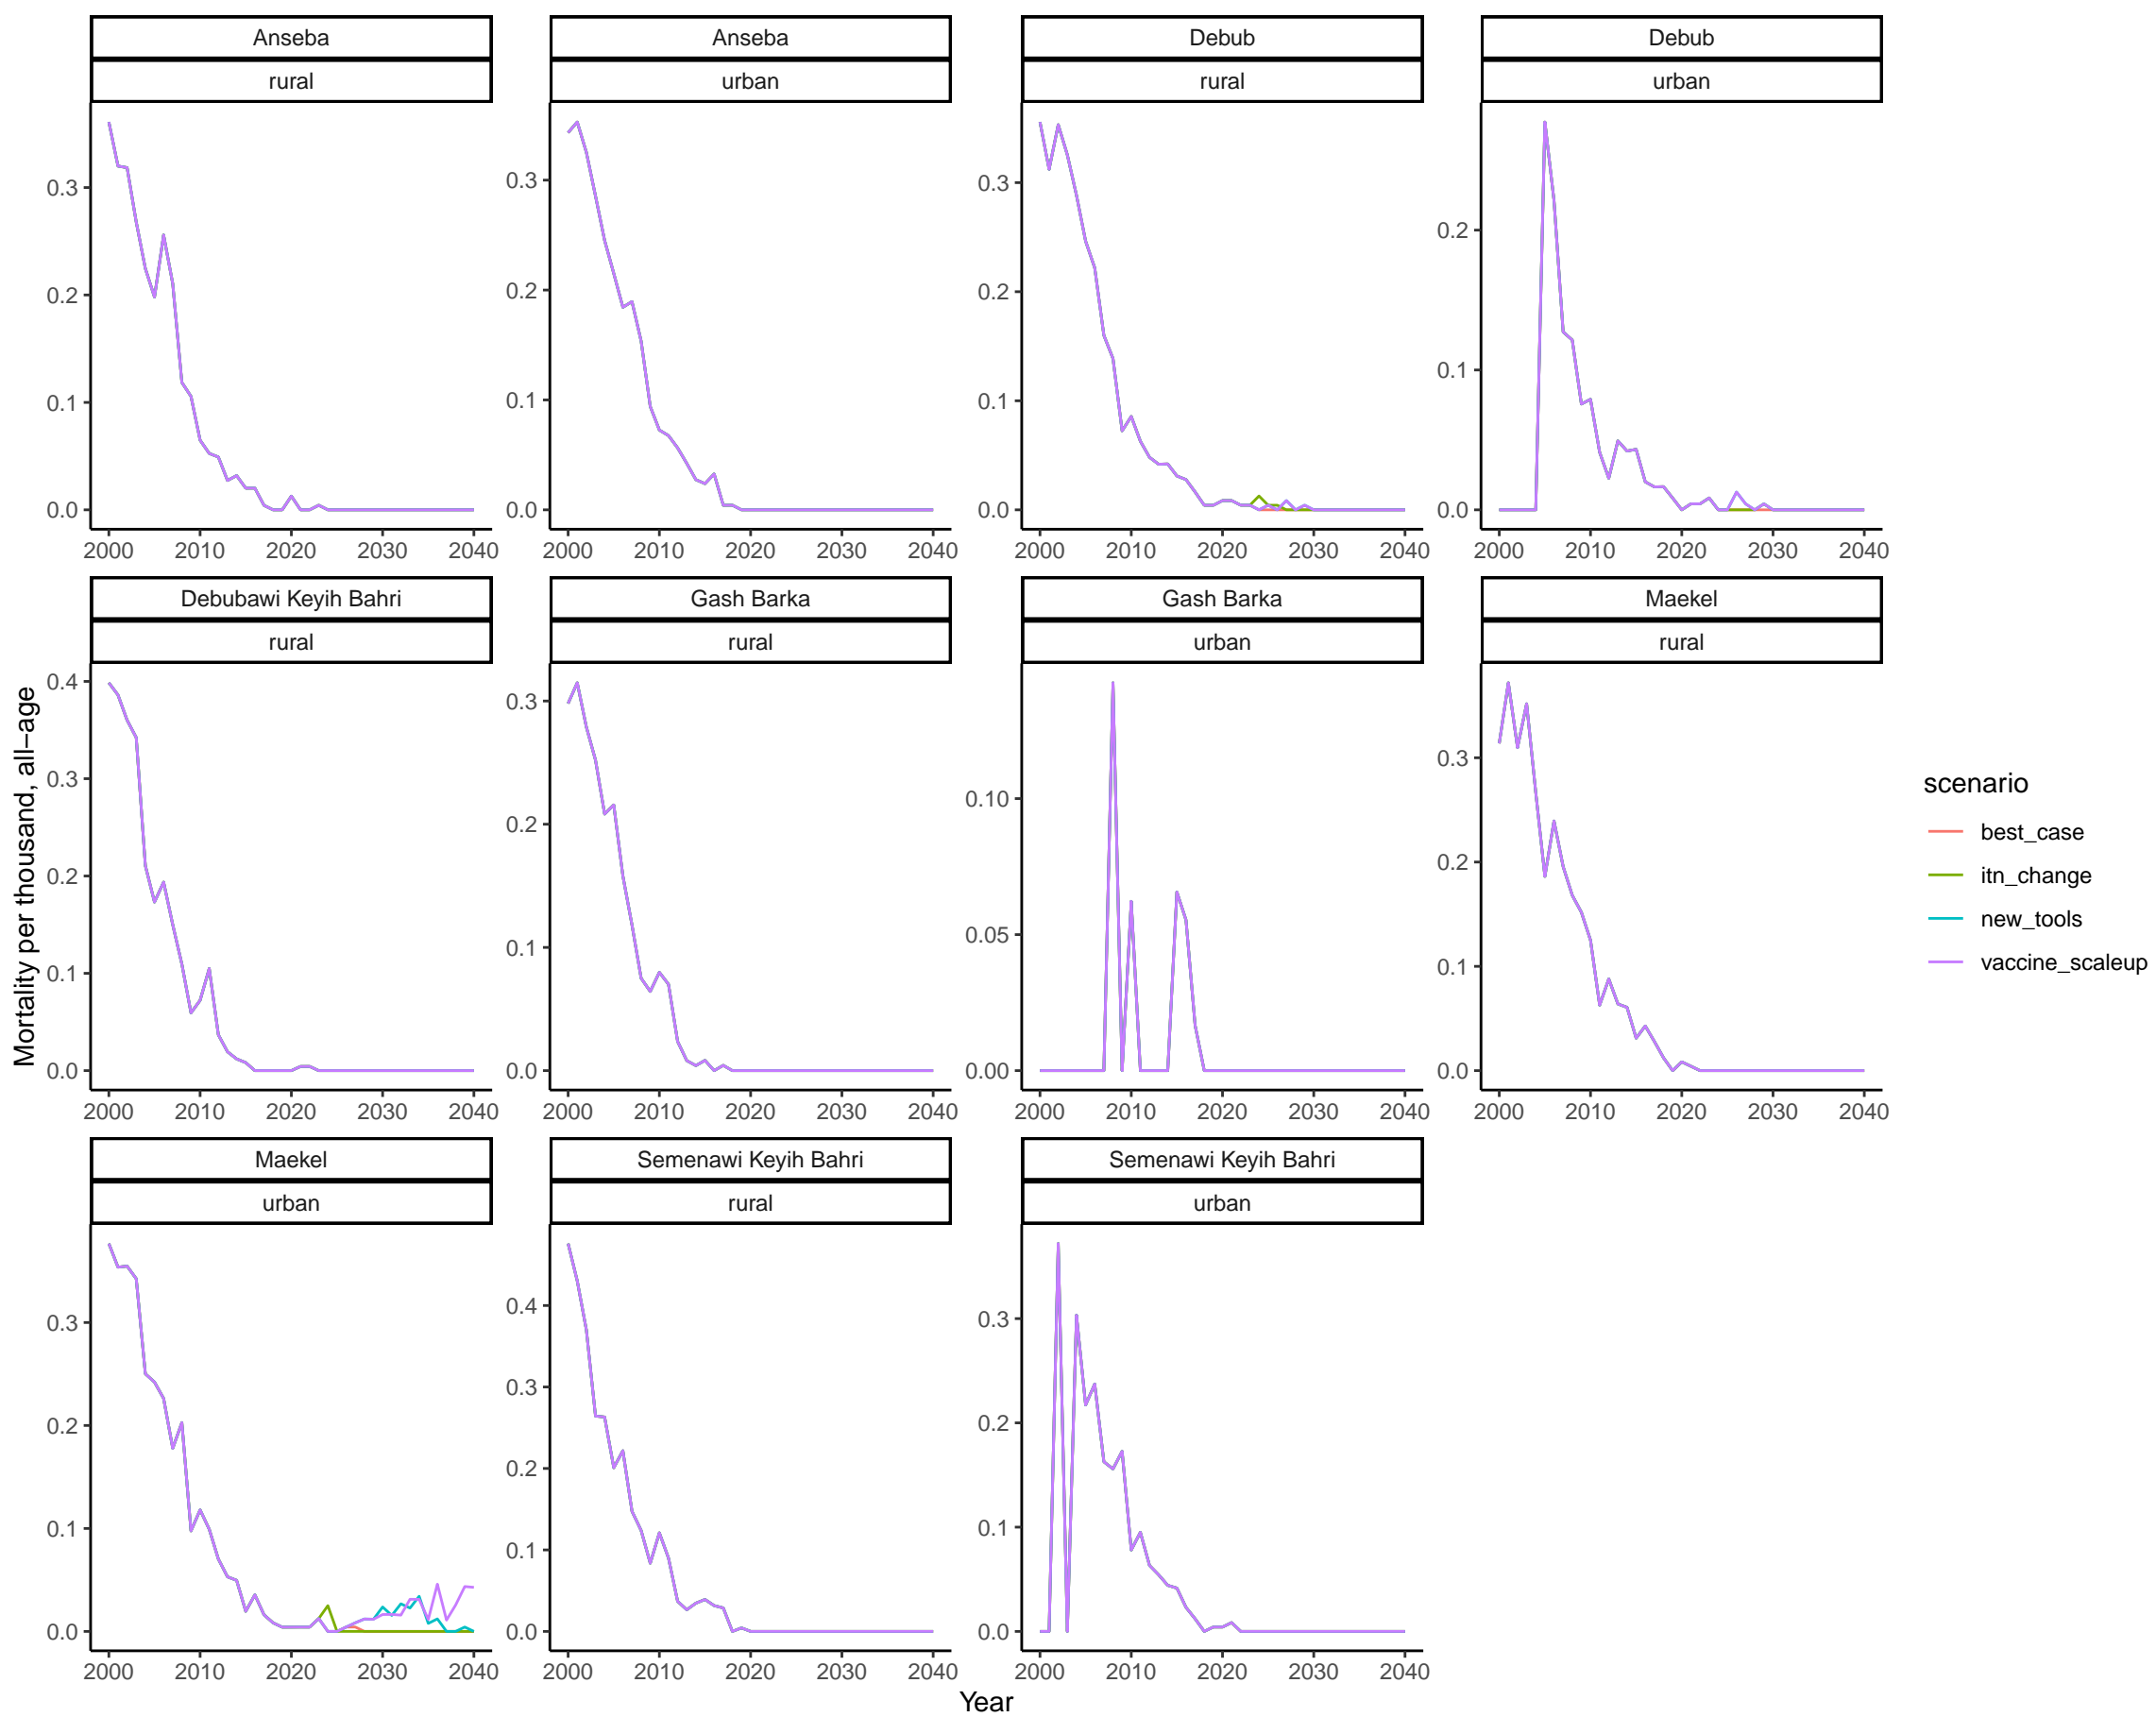 Anseba
rural
Anseba
urban
Debub
rural
Debub
urban
0.3
0.2
0.1
0.0
2000 2010 2020 2030 2040
0.3
0.2
0.1
0.0
2000 2010 2020 2030 2040
0.3
0.2
0.1
0.0
2000 2010 2020 2030 2040
0.2
0.1
0.0
2000 2010 2020 2030 2040
Debubawi Keyih Bahri
rural
Gash Barka
rural
Gash Barka
urban
Maekel
rural
0.4
0.3
0.2
0.1
0.0
2000 2010 2020 2030 2040
0.3
0.2
0.1
0.0
2000 2010 2020 2030 2040
0.10
0.05
0.00
2000 2010 2020 2030 2040
0.3
0.2
0.1
0.0
2000 2010 2020 2030 2040
Maekel
urban
Semenawi Keyih Bahri
rural
Semenawi Keyih Bahri
urban
0.3
0.2
0.1
0.0
2000 2010 2020 2030 2040
0.4
0.3
0.2
0.1
0.0
2000 2010 2020 2030 2040
0.3
0.2
0.1
0.0
2000 2010 2020 2030 2040
Mortality per thousand, all−age
Year
scenario
best_case
itn_change
new_tools
vaccine_scaleup